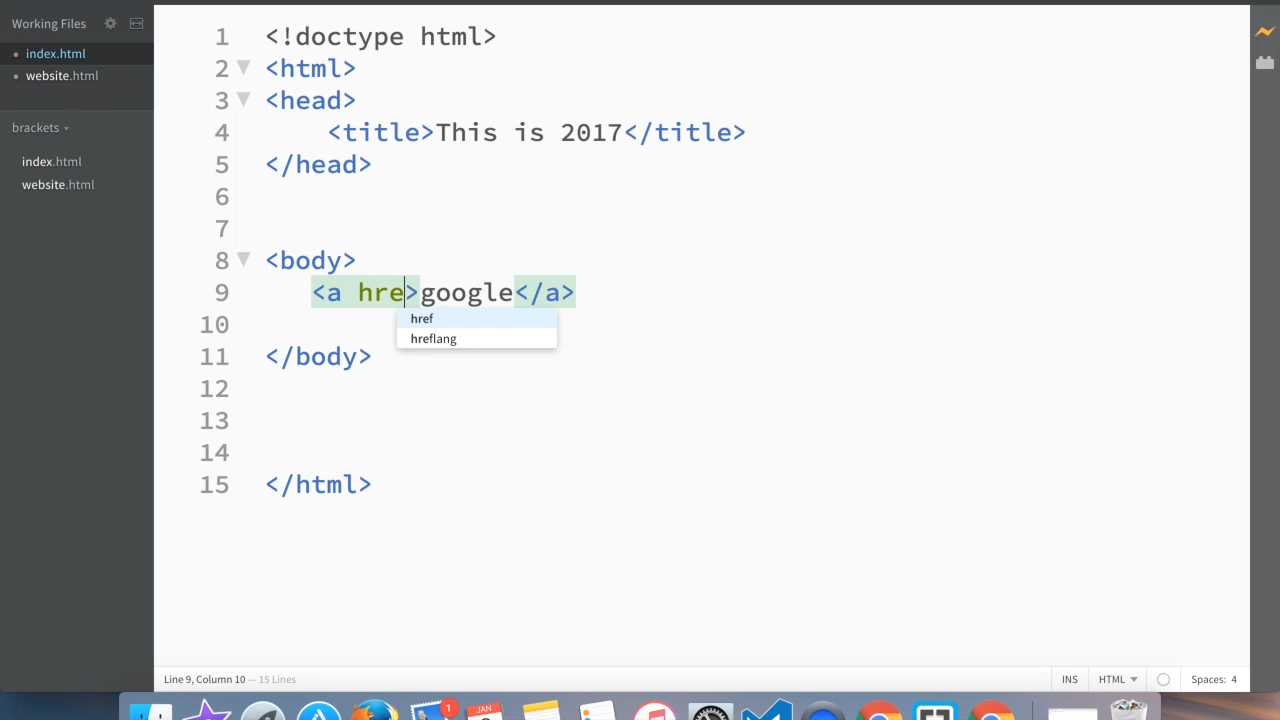 Working Files
index.html
website.html
brackets
index.html
website.html
1 <!doctype html>
2 <html>
3 <head>
4 <title>This is 2017</title>
5 </head>
6
7
8 <body>
9 <a hre>google</a>
href
hreflang
10
11 </body>
12
13
14
15 </html>
Line 9, Column 10 — 15 Lines
INS HTML Spaces: 4
1
JAN